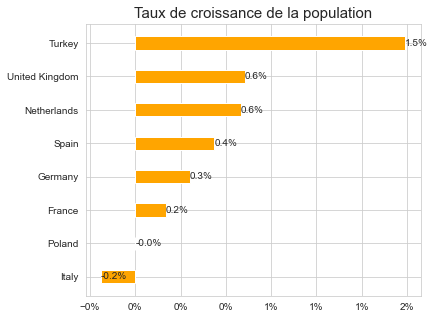 Taux de croissance de la population
Turkey 1.5%
United Kingdom 0.6%
Netherlands 0.6%
Spain 0.4%
Germany 0.3%
France 0.2%
Poland -0.0%
Italy -0.2%
−0% 0% 0% 0% 1% 1% 1% 2%